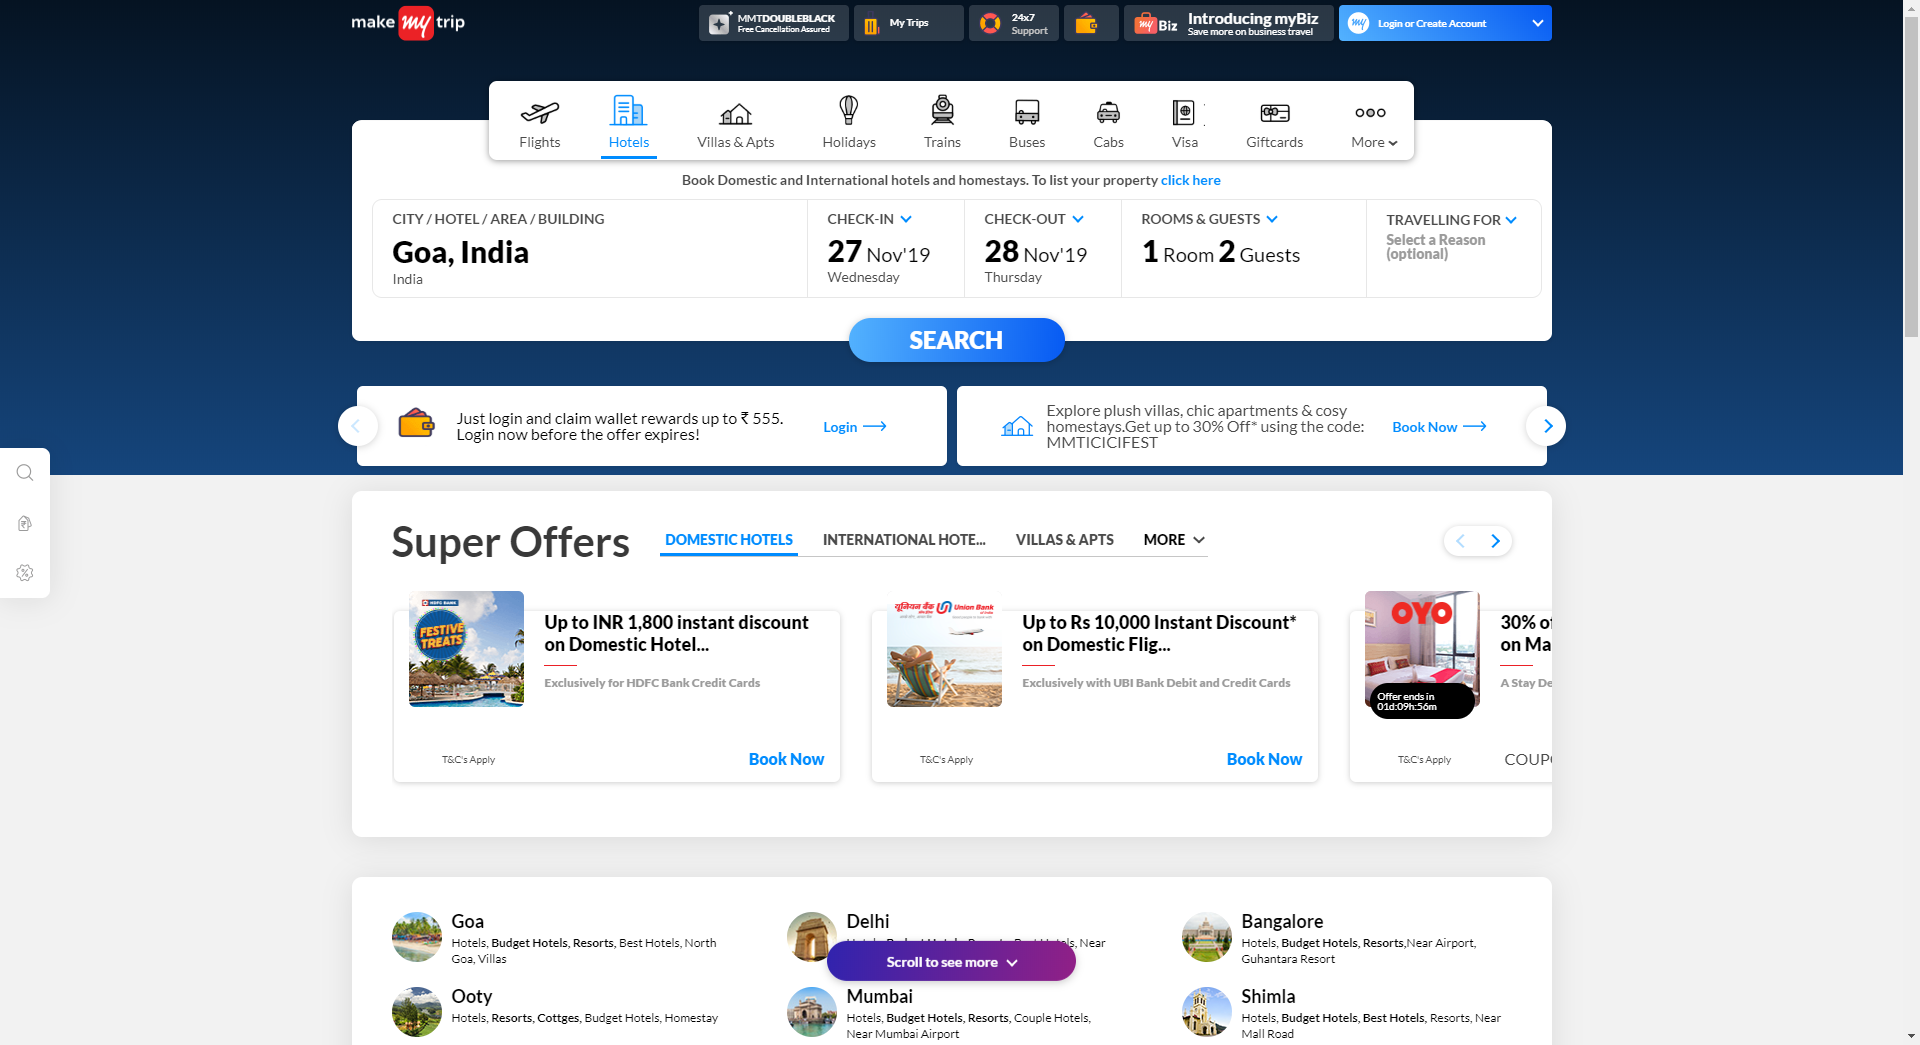 make my trip
MMTDOUBLEBLACK
Free Cancellation Assured
My Trips
24x7
Support
my Biz
Introducing myBiz
Save more on business travel
my
Login or Create Account
Flights
Hotels
Villas & Apts
Holidays
Trains
Buses
Cabs
Visa
Giftcards
More
Book Domestic and International hotels and homestays. To list your property click here
CITY / HOTEL / AREA / BUILDING
Goa, India
India
CHECK-IN
27 Nov'19
Wednesday
CHECK-OUT
28 Nov'19
Thursday
ROOMS & GUESTS
1 Room 2 Guests
TRAVELLING FOR
Select a Reason
(optional)
SEARCH
Just login and claim wallet rewards up to ₹ 555.
Login now before the offer expires!
Login
Explore plush villas, chic apartments & cosy
homestays.Get up to 30% Off* using the code:
MMTICICIFEST
Book Now
Super Offers
DOMESTIC HOTELS
INTERNATIONAL HOTE...
VILLAS & APTS
MORE
HDFC BANK
FESTIVE
TREATS
Up to INR 1,800 instant discount
on Domestic Hotel...
Exclusively for HDFC Bank Credit Cards
T&C's Apply
Book Now
यूनियन बैंक
Union Bank
Up to Rs 10,000 Instant Discount*
on Domestic Flig...
Exclusively with UBI Bank Debit and Credit Cards
T&C's Apply
Book Now
OYO
Offer ends in
01d:09h:56m
30% o
on Ma
A Stay De
T&C's Apply
COUP
Goa
Hotels, Budget Hotels, Resorts, Best Hotels, North
Goa, Villas
Delhi
Near
Bangalore
Hotels, Budget Hotels, Resorts,Near Airport,
Guhantara Resort
Scroll to see more
Ooty
Hotels, Resorts, Cottges, Budget Hotels, Homestay
Mumbai
Hotels, Budget Hotels, Resorts, Couple Hotels,
Near Mumbai Airport
Shimla
Hotels, Budget Hotels, Best Hotels, Resorts, Near
Mall Road